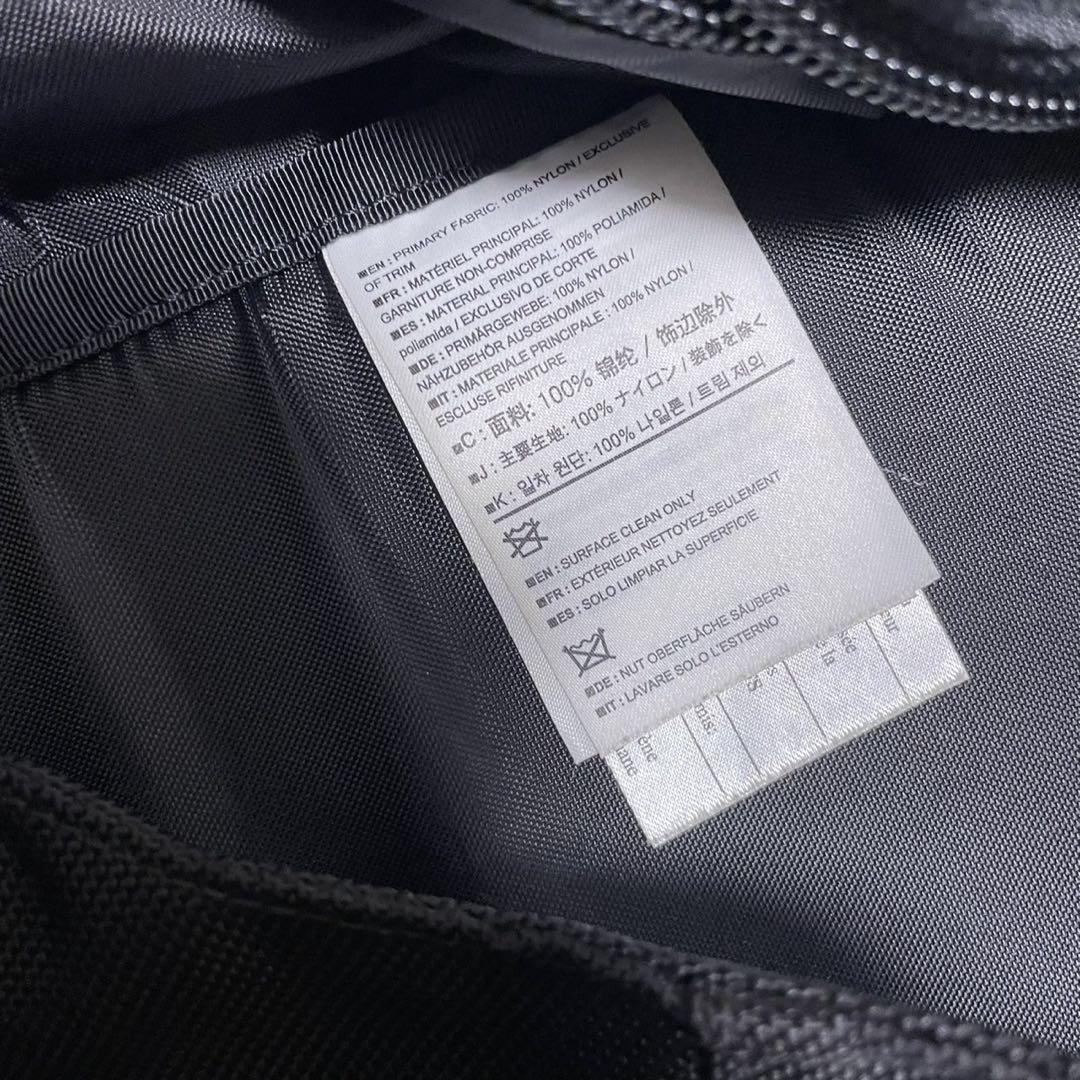 EN : PRIMARY FABRIC: 100% NYLON / EXCLUSIVE
OF TRIM
FR : MATÉRIEL PRINCIPAL: 100% NYLON /
GARNITURE NON-COMPRISE
ES : MATERIAL PRINCIPAL: 100% POLIAMIDA /
poliamida / EXCLUSIVO DE CORTE
DE : PRIMÄRGEWEBE: 100% NYLON /
NÄHZUBEHÖR AUSGENOMMEN
IT : MATERIALE PRINCIPALE : 100% NYLON /
ESCLUSE RIFINITURE
C : 面料: 100% 锦纶 / 饰边除外
J : 主要生地: 100% ナイロン / 装飾を除く
K : 일차 원단: 100% 나일론 / 트림 제외
EN : SURFACE CLEAN ONLY
FR : EXTÉRIEUR NETTOYEZ SEULEMENT
ES : SOLO LIMPIAR LA SUPERFICIE
DE : NUT OBERFLÄCHE SÄUBERN
IT : LAVARE SOLO L'ESTERNO